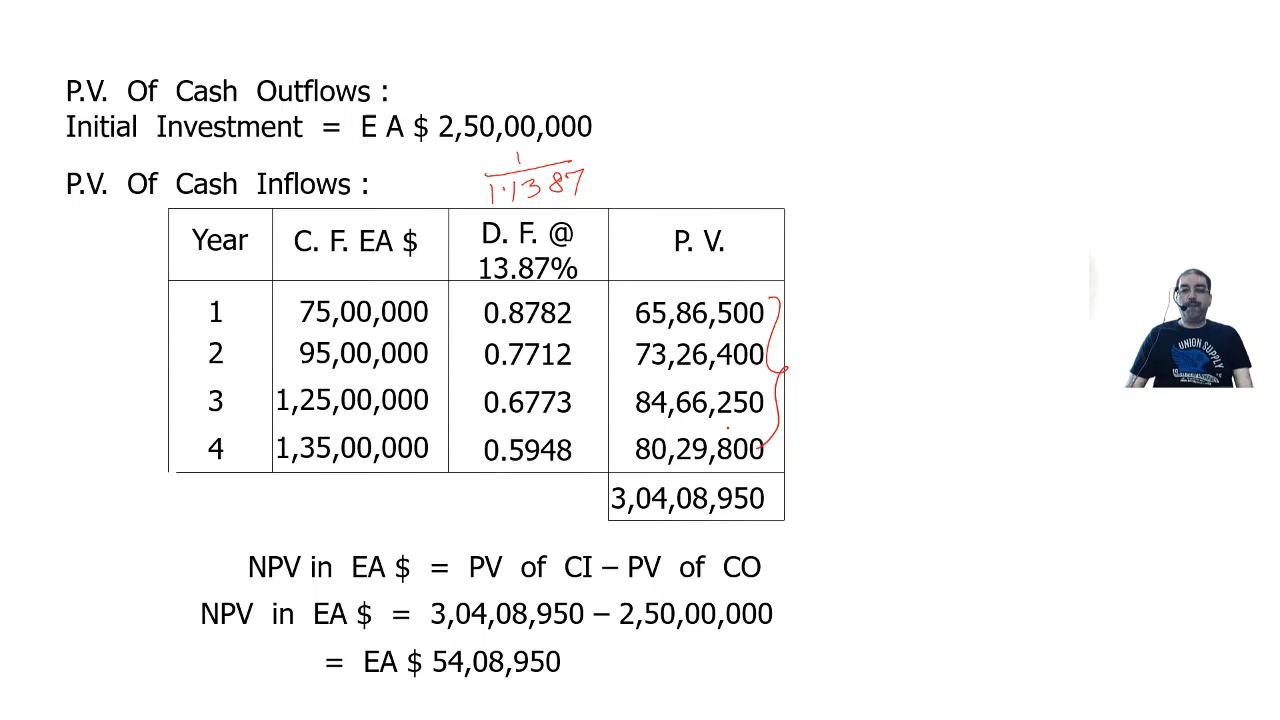 P.V. Of Cash Outflows :
Initial Investment = E A $ 2,50,00,000
P.V. Of Cash Inflows :
1
1.1387
Year C. F. EA $ D. F. @ 13.87% P. V.
1 75,00,000 0.8782 65,86,500
2 95,00,000 0.7712 73,26,400
3 1,25,00,000 0.6773 84,66,250
4 1,35,00,000 0.5948 80,29,800
3,04,08,950
NPV in EA $ = PV of CI – PV of CO
NPV in EA $ = 3,04,08,950 – 2,50,00,000
= EA $ 54,08,950
UNION SUPPLY